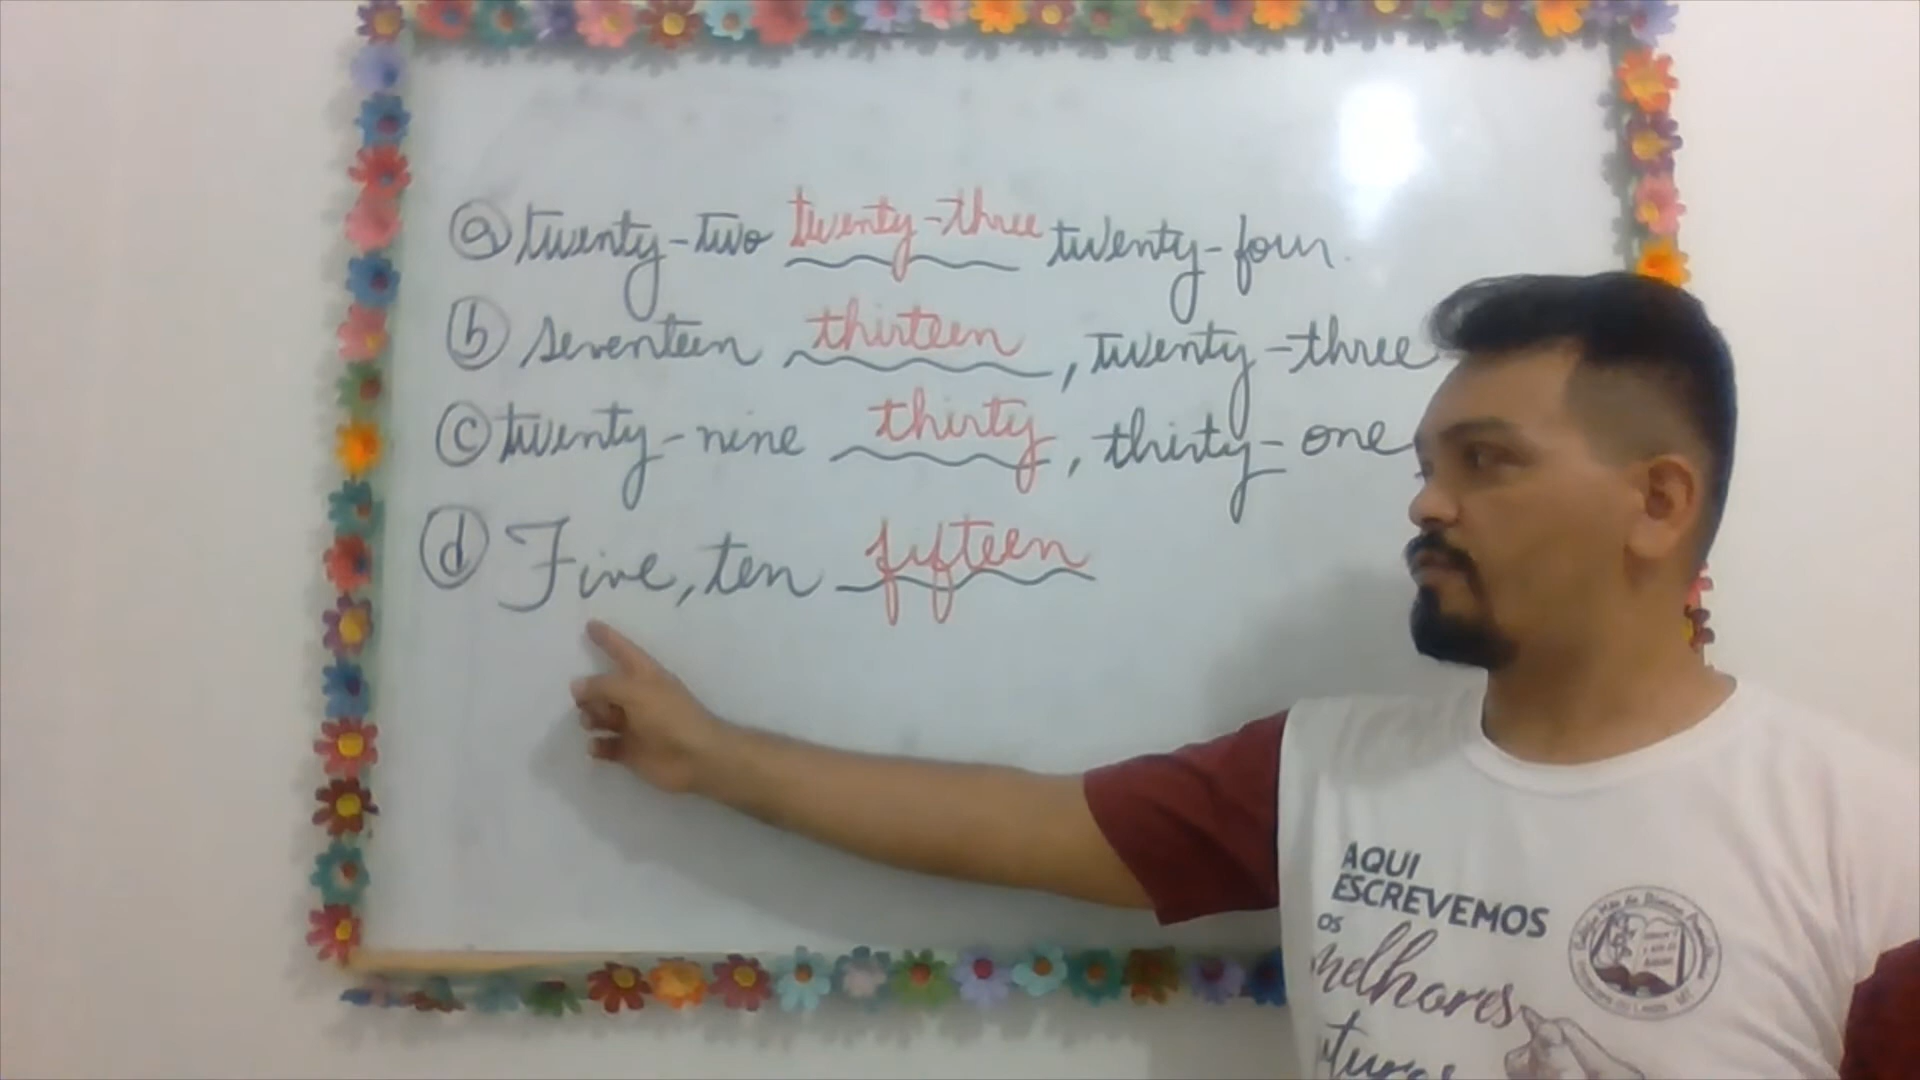 a twenty-two twenty-three twenty-four.
b seventeen thirteen, twenty-three
c twenty-nine thirty, thirty-one
d Five, ten fifteen
AQUI
ESCREVEMOS
os
melhores